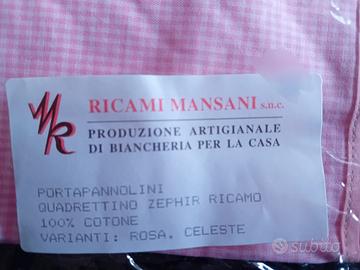 MR
RICAMI MANSANI s.n.c.
PRODUZIONE ARTIGIANALE
DI BIANCHERIA PER LA CASA
PORTAPANNOLINI
QUADRETTINO ZEPHIR RICAMO
100% COTONE
VARIANTI: ROSA, CELESTE
subito